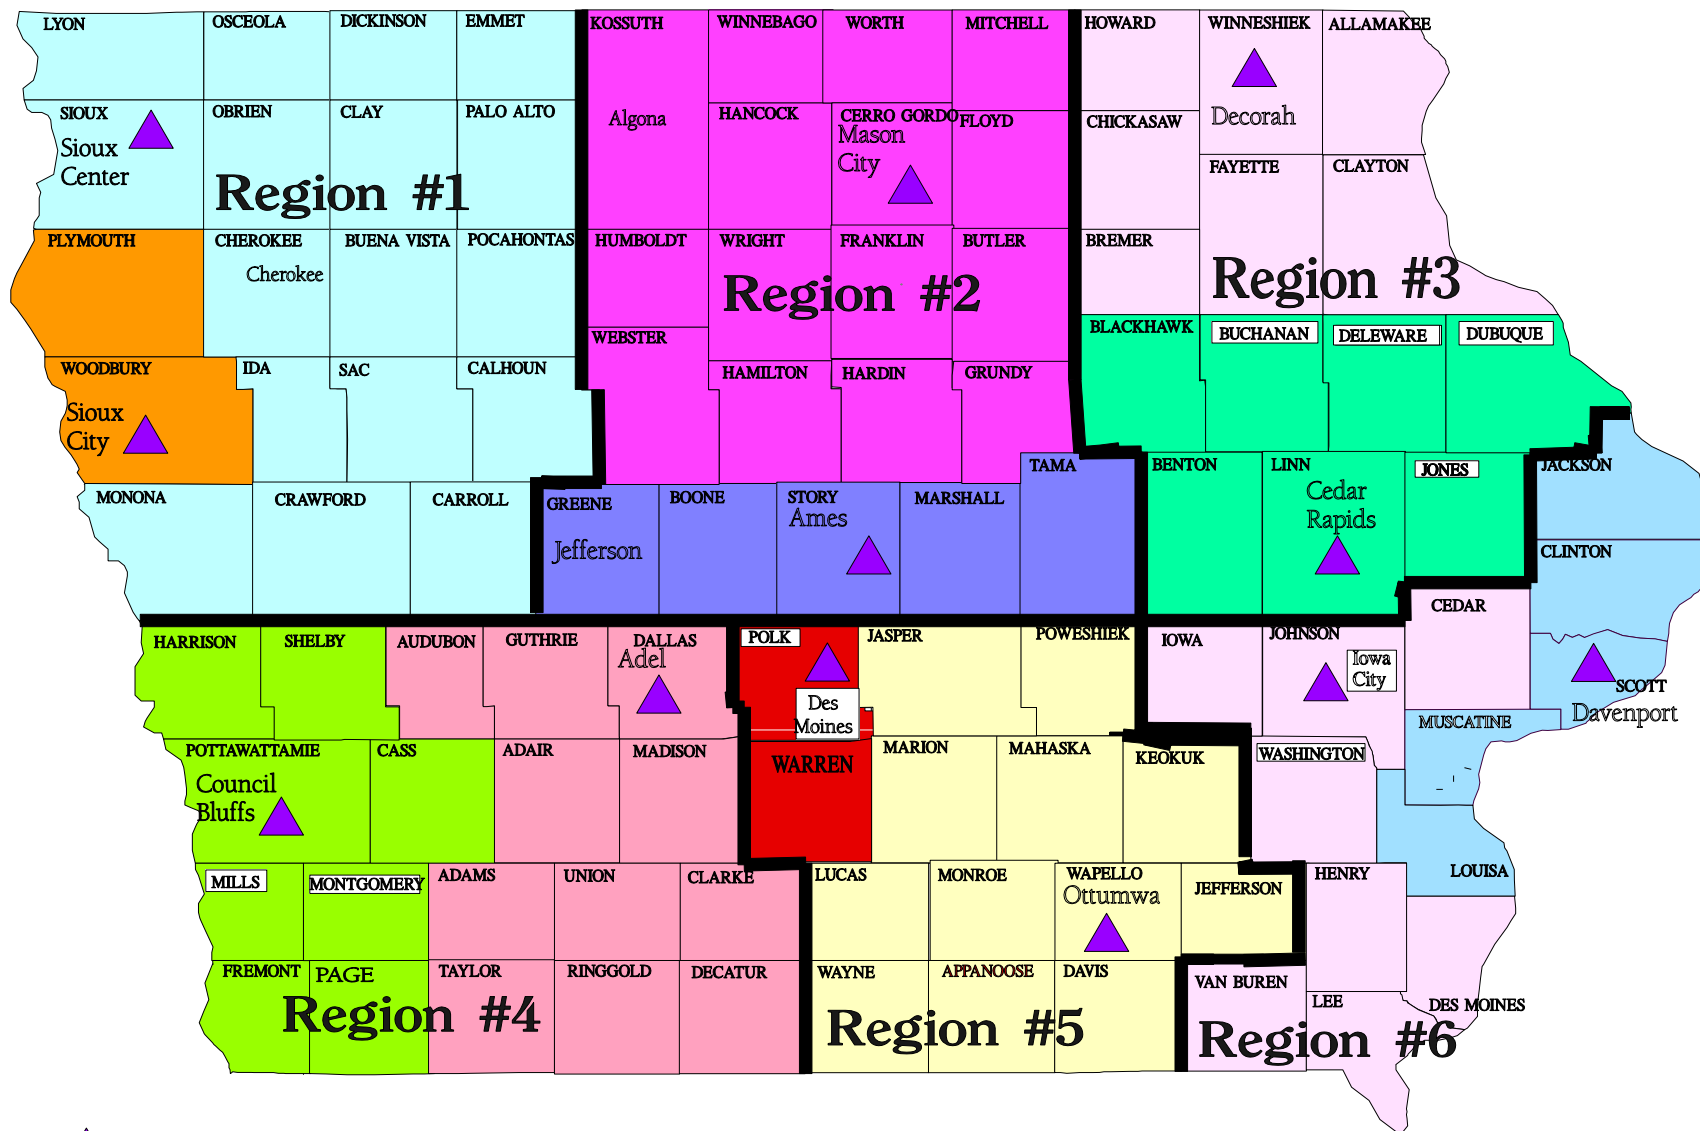 LYON
OSCEOLA
DICKINSON
EMMET
KOSSUTH
WINNEBAGO
WORTH
MITCHELL
HOWARD
WINNESHIEK
ALLAMAKEE
SIOUX
Sioux
Center
OBRIEN
CLAY
PALO ALTO
Algona
HANCOCK
CERRO GORDO
Mason
City
FLOYD
CHICKASAW
Decorah
FAYETTE
CLAYTON
Region #1
PLYMOUTH
CHEROKEE
Cherokee
BUENA VISTA
POCAHONTAS
HUMBOLDT
WRIGHT
FRANKLIN
BUTLER
BREMER
Region #2
Region #3
WEBSTER
BLACKHAWK
BUCHANAN
DELEWARE
DUBUQUE
WOODBURY
Sioux
City
IDA
SAC
CALHOUN
HAMILTON
HARDIN
GRUNDY
MONONA
CRAWFORD
CARROLL
GREENE
Jefferson
BOONE
STORY
Ames
MARSHALL
TAMA
BENTON
LINN
Cedar
Rapids
JONES
JACKSON
CLINTON
HARRISON
SHELBY
AUDUBON
GUTHRIE
DALLAS
Adel
POLK
Des
Moines
JASPER
POWESHIEK
IOWA
JOHNSON
Iowa
City
CEDAR
SCOTT
Davenport
MUSCATINE
POTTAWATTAMIE
Council
Bluffs
CASS
ADAIR
MADISON
WARREN
MARION
MAHASKA
KEOKUK
WASHINGTON
LOUISA
MILLS
MONTGOMERY
ADAMS
UNION
CLARKE
LUCAS
MONROE
WAPELLO
Ottumwa
JEFFERSON
HENRY
FREMONT
PAGE
TAYLOR
RINGGOLD
DECATUR
WAYNE
APPANOOSE
DAVIS
VAN BUREN
LEE
DES MOINES
Region #4
Region #5
Region #6